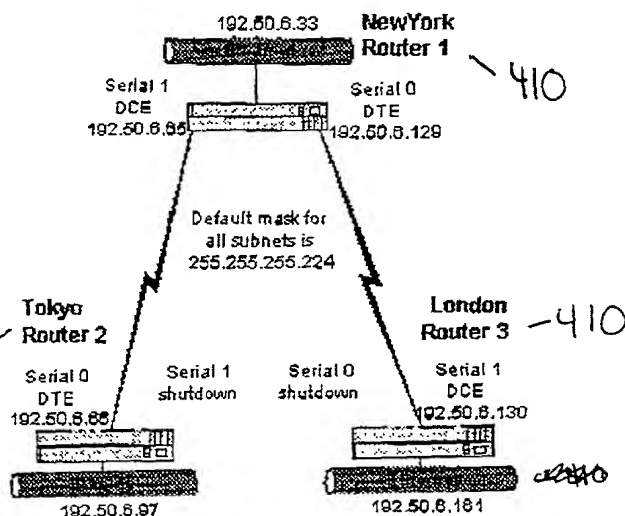 192.50.6.33
NewYork
Router 1
410
Serial 1
DCE
192.50.6.65
Serial 0
DTE
192.50.6.129
Default mask for
all subnets is
255.255.255.224
Tokyo
Router 2
London
Router 3
410
Serial 0
DTE
192.50.6.66
Serial 1
shutdown
Serial 0
shutdown
Serial 1
DCE
192.50.6.130
192.50.6.97
192.50.6.161